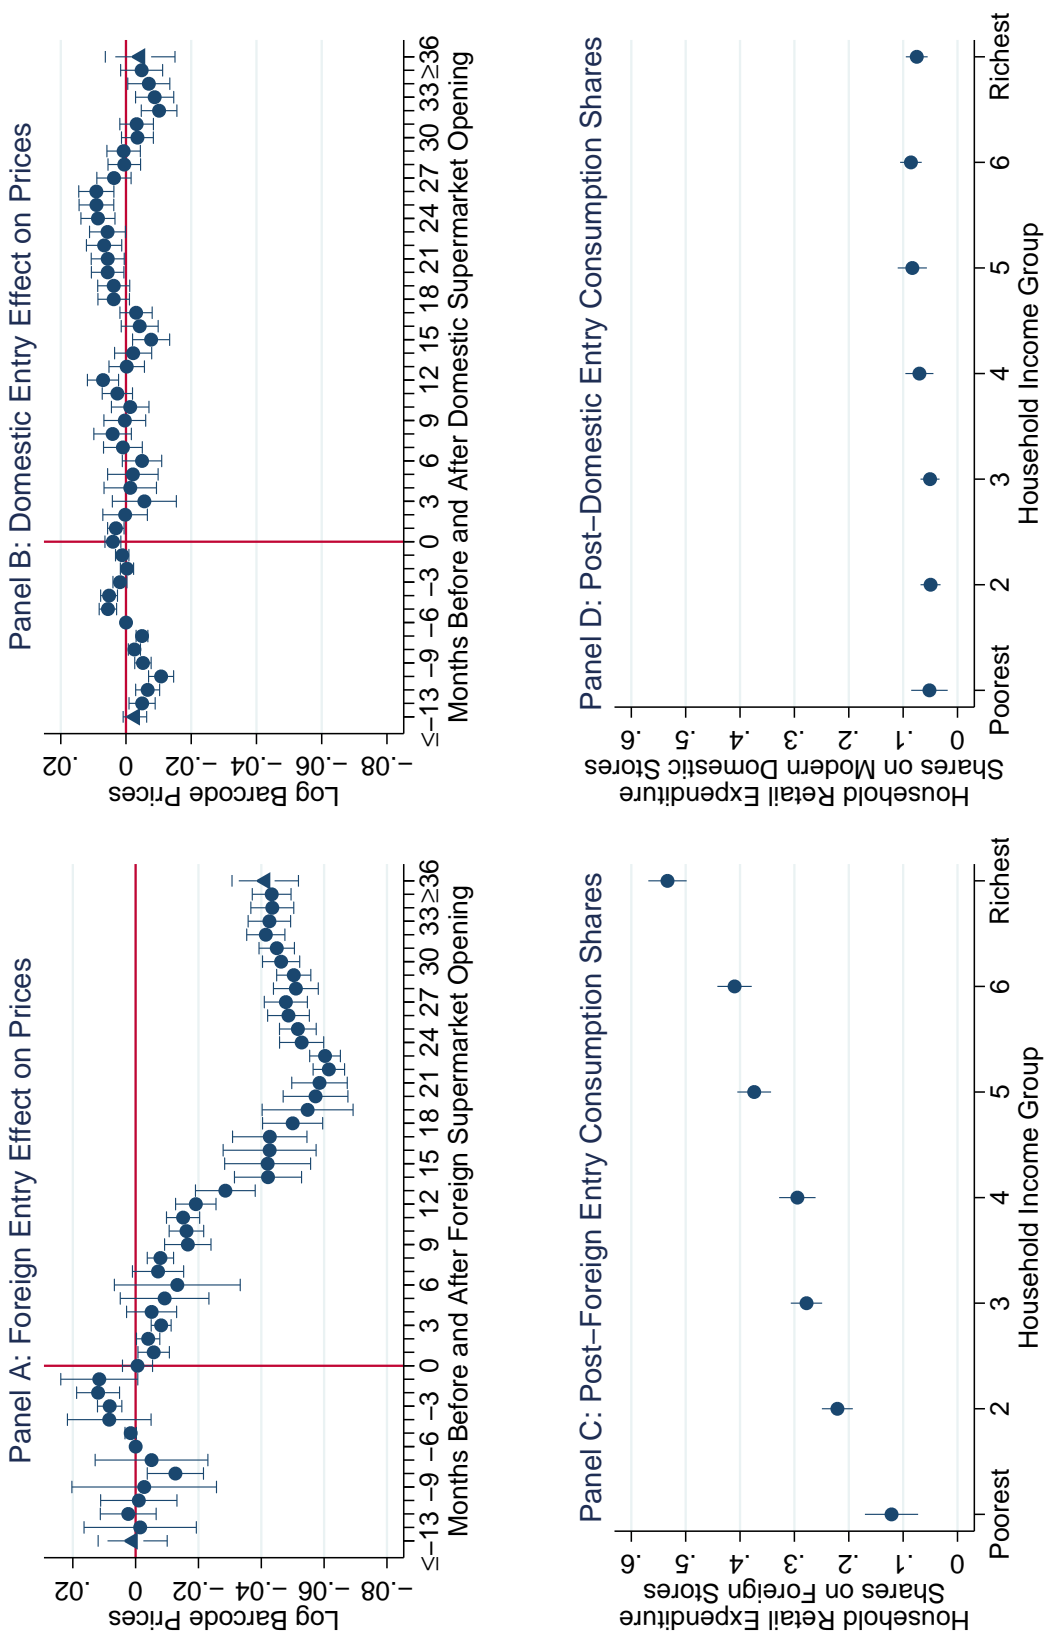 Panel A: Foreign Entry Effect on Prices
Log Barcode Prices
.02
0
−.02
−.04
−.06
−.08
≤−13 −9 −6 −3 0 3 6 9 12 15 18 21 24 27 30 33 ≥36
Months Before and After Foreign Supermarket Opening
Panel B: Domestic Entry Effect on Prices
Log Barcode Prices
.02
0
−.02
−.04
−.06
−.08
≤−13 −9 −6 −3 0 3 6 9 12 15 18 21 24 27 30 33 ≥36
Months Before and After Domestic Supermarket Opening
Panel C: Post−Foreign Entry Consumption Shares
Household Retail Expenditure
Shares on Foreign Stores
.6
.5
.4
.3
.2
.1
0
Poorest 2 3 4 5 6 Richest
Household Income Group
Panel D: Post−Domestic Entry Consumption Shares
Household Retail Expenditure
Shares on Modern Domestic Stores
.6
.5
.4
.3
.2
.1
0
Poorest 2 3 4 5 6 Richest
Household Income Group